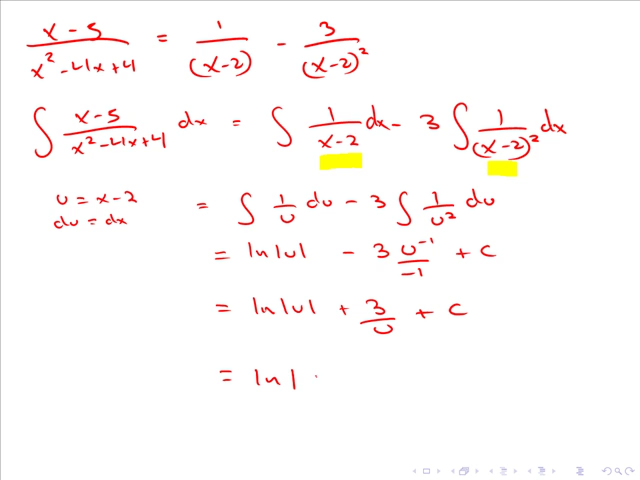 x - 5 / x² - 4x + 4 = 1 / (x - 2) - 3 / (x - 2)²
∫ x - 5 / x² - 4x + 4 dx = ∫ 1 / x - 2 dx - 3 ∫ 1 / (x - 2)² dx
u = x - 2
du = dx
= ∫ 1/u du - 3 ∫ 1/u² du
= ln|u| - 3 u⁻¹/-1 + c
= ln|u| + 3/u + c
= ln|